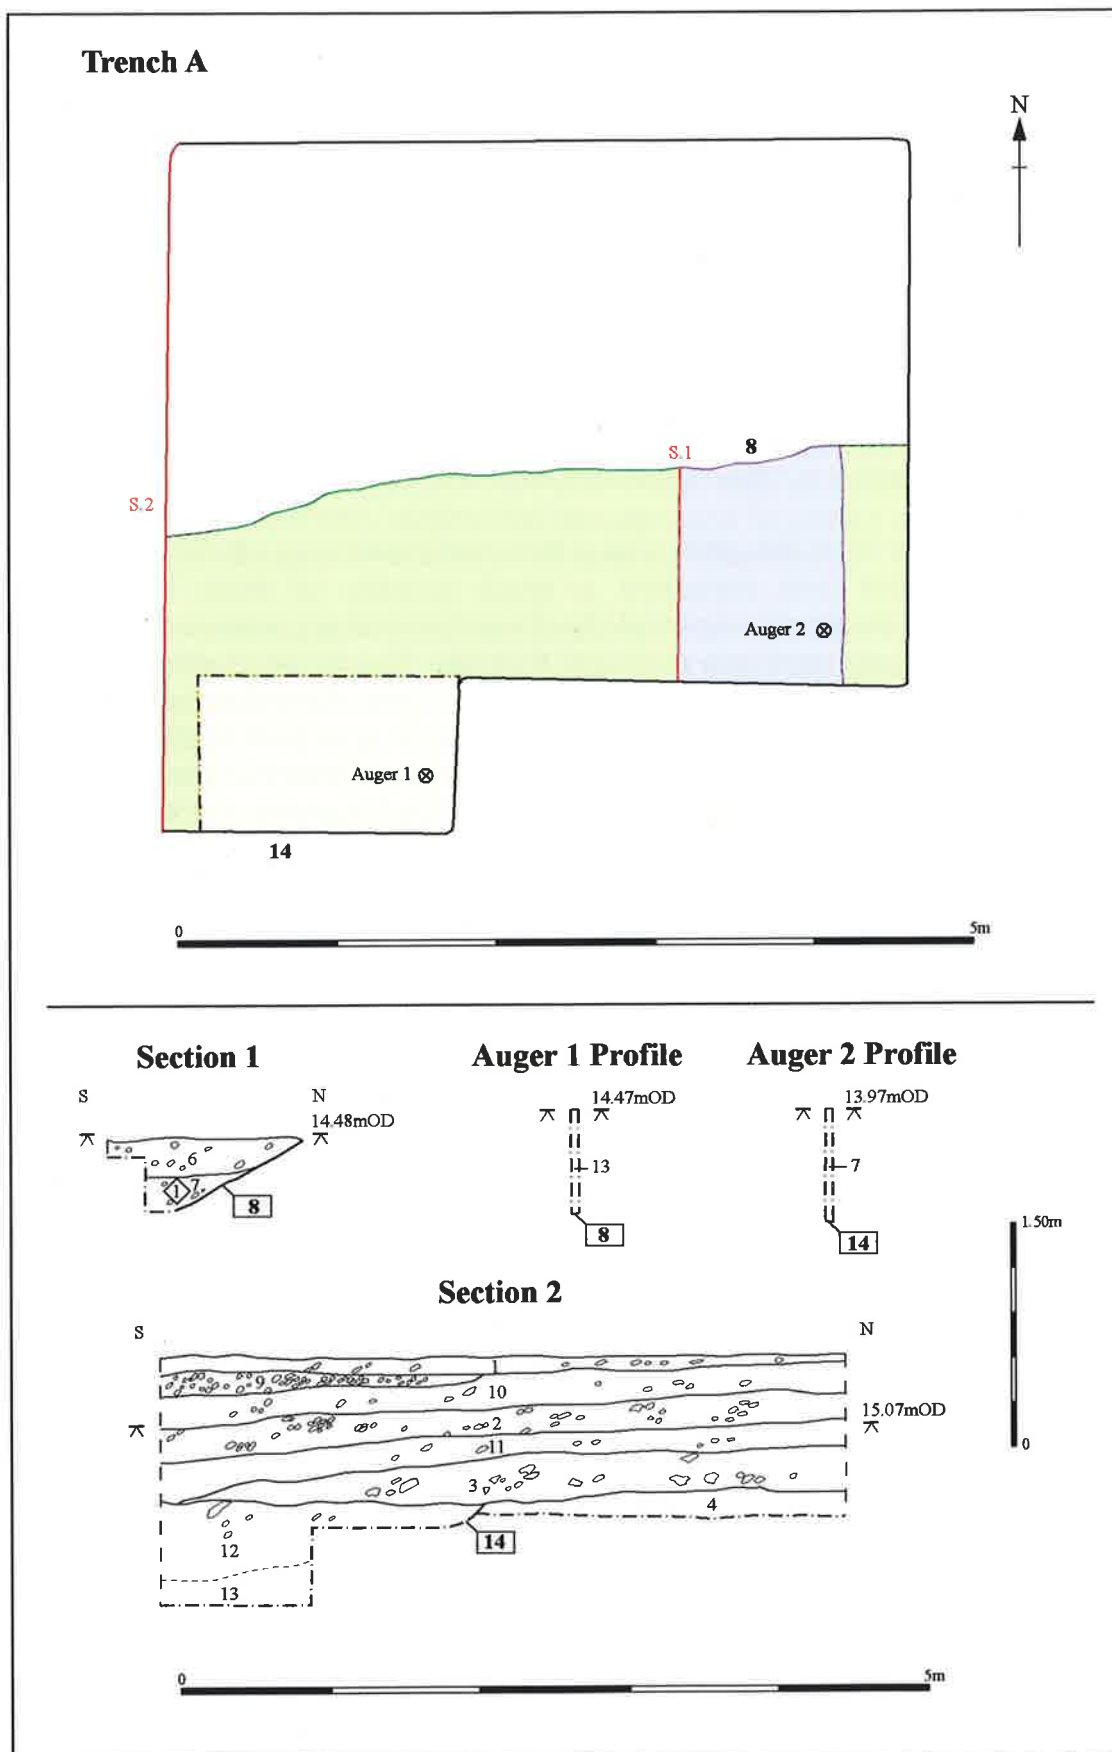 Trench A
N
8
S.1
S.2
Auger 2
Auger 1
14
0 5m
Section 1 Auger 1 Profile Auger 2 Profile
S N
14.48mOD
14.47mOD
13.97mOD
6
1 7
8
13
8
7
14
1.50m
0
Section 2
S N
1
9
10
15.07mOD
2
11
3
4
14
12
13
0 5m